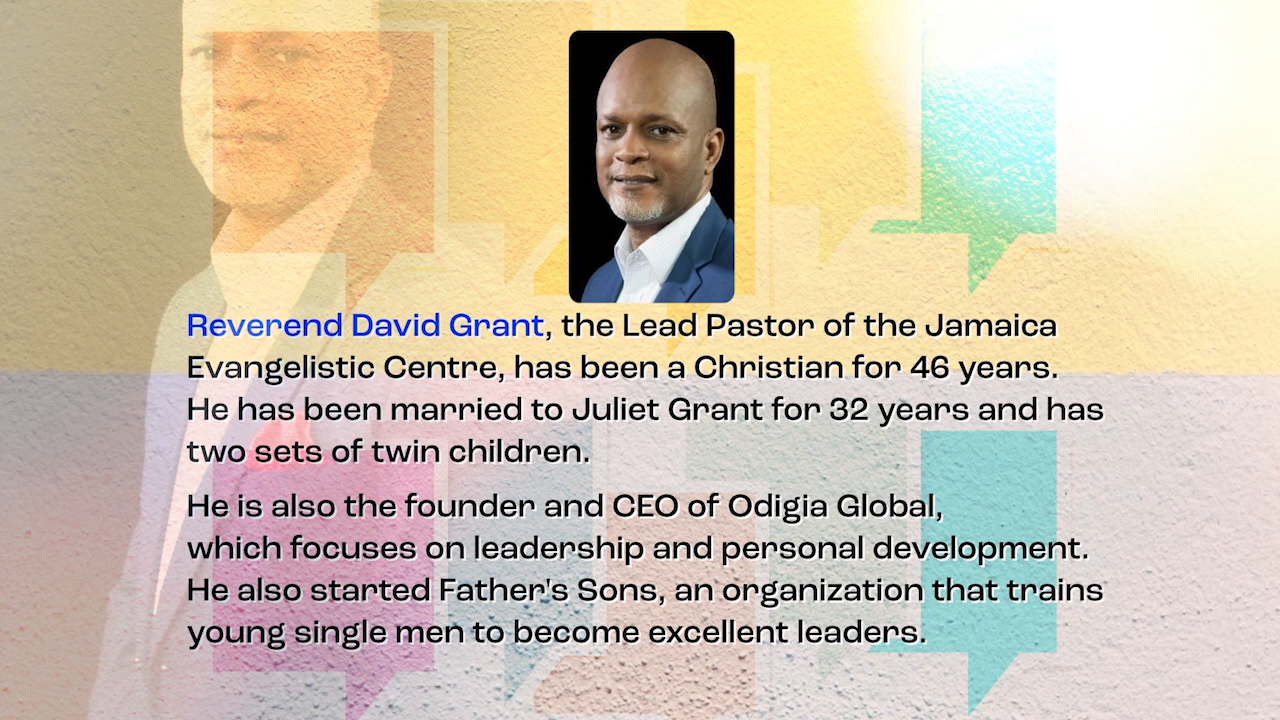 Reverend David Grant, the Lead Pastor of the Jamaica
Evangelistic Centre, has been a Christian for 46 years.
He has been married to Juliet Grant for 32 years and has
two sets of twin children.
He is also the founder and CEO of Odigia Global,
which focuses on leadership and personal development.
He also started Father's Sons, an organization that trains
young single men to become excellent leaders.